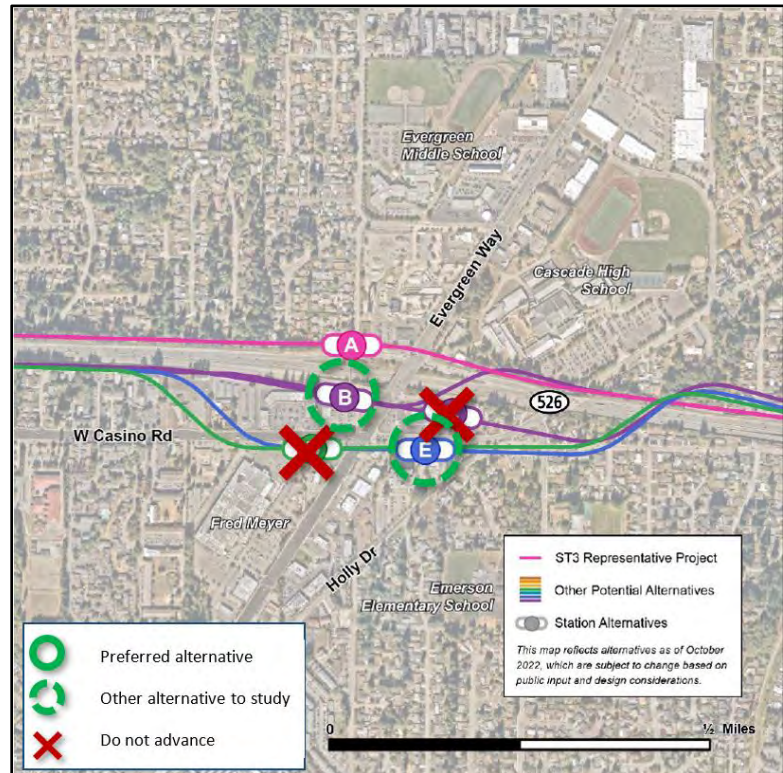 Evergreen
Middle School
Evergreen Way
Cascade High
School
A
B
526
W Casino Rd
E
Fred Meyer
Holly Dr
Emerson
Elementary School
ST3 Representative Project
Other Potential Alternatives
Station Alternatives
This map reflects alternatives as of October
2022, which are subject to change based on
public input and design considerations.
Preferred alternative
Other alternative to study
Do not advance
0
½ Miles